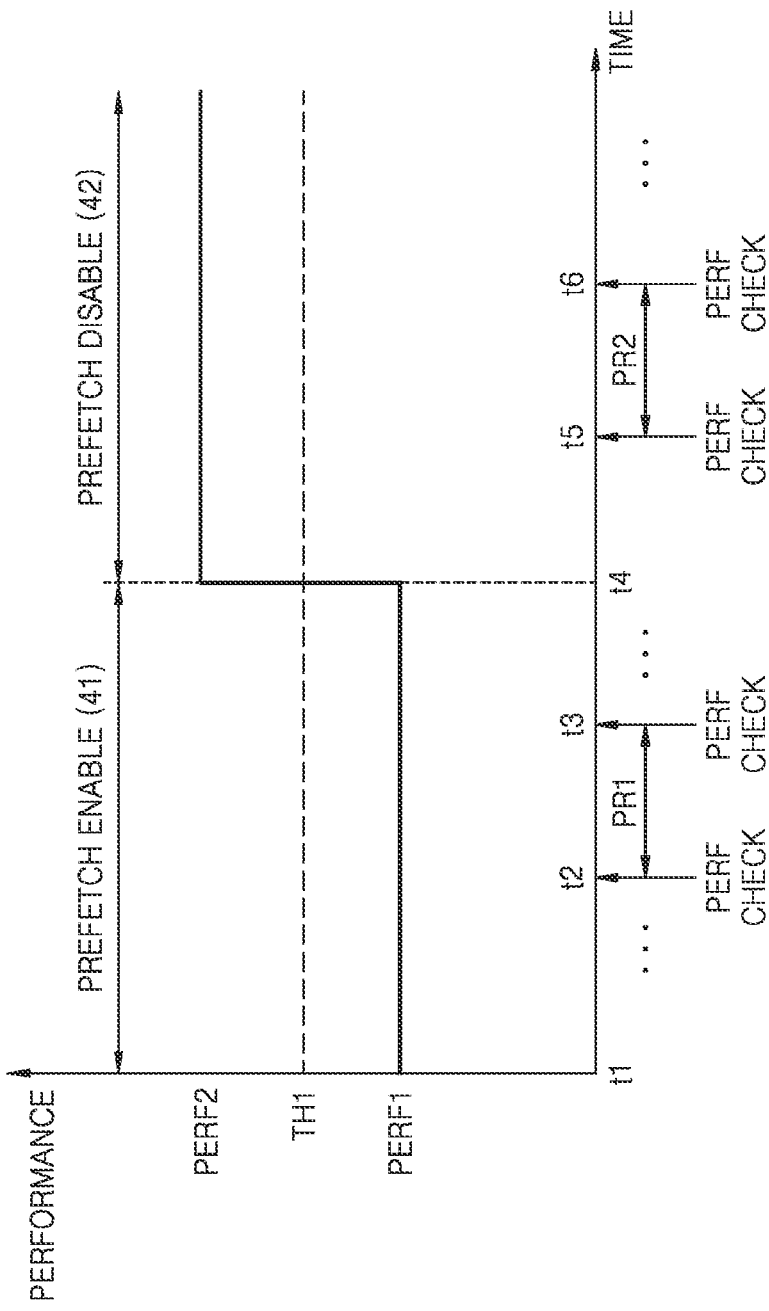 PERFORMANCE
PREFETCH ENABLE (41)
PREFETCH DISABLE (42)
PERF2
TH1
PERF1
t1
t2
t3
t4
t5
t6
TIME
PR1
PR2
PERF
CHECK
PERF
CHECK
PERF
CHECK
PERF
CHECK